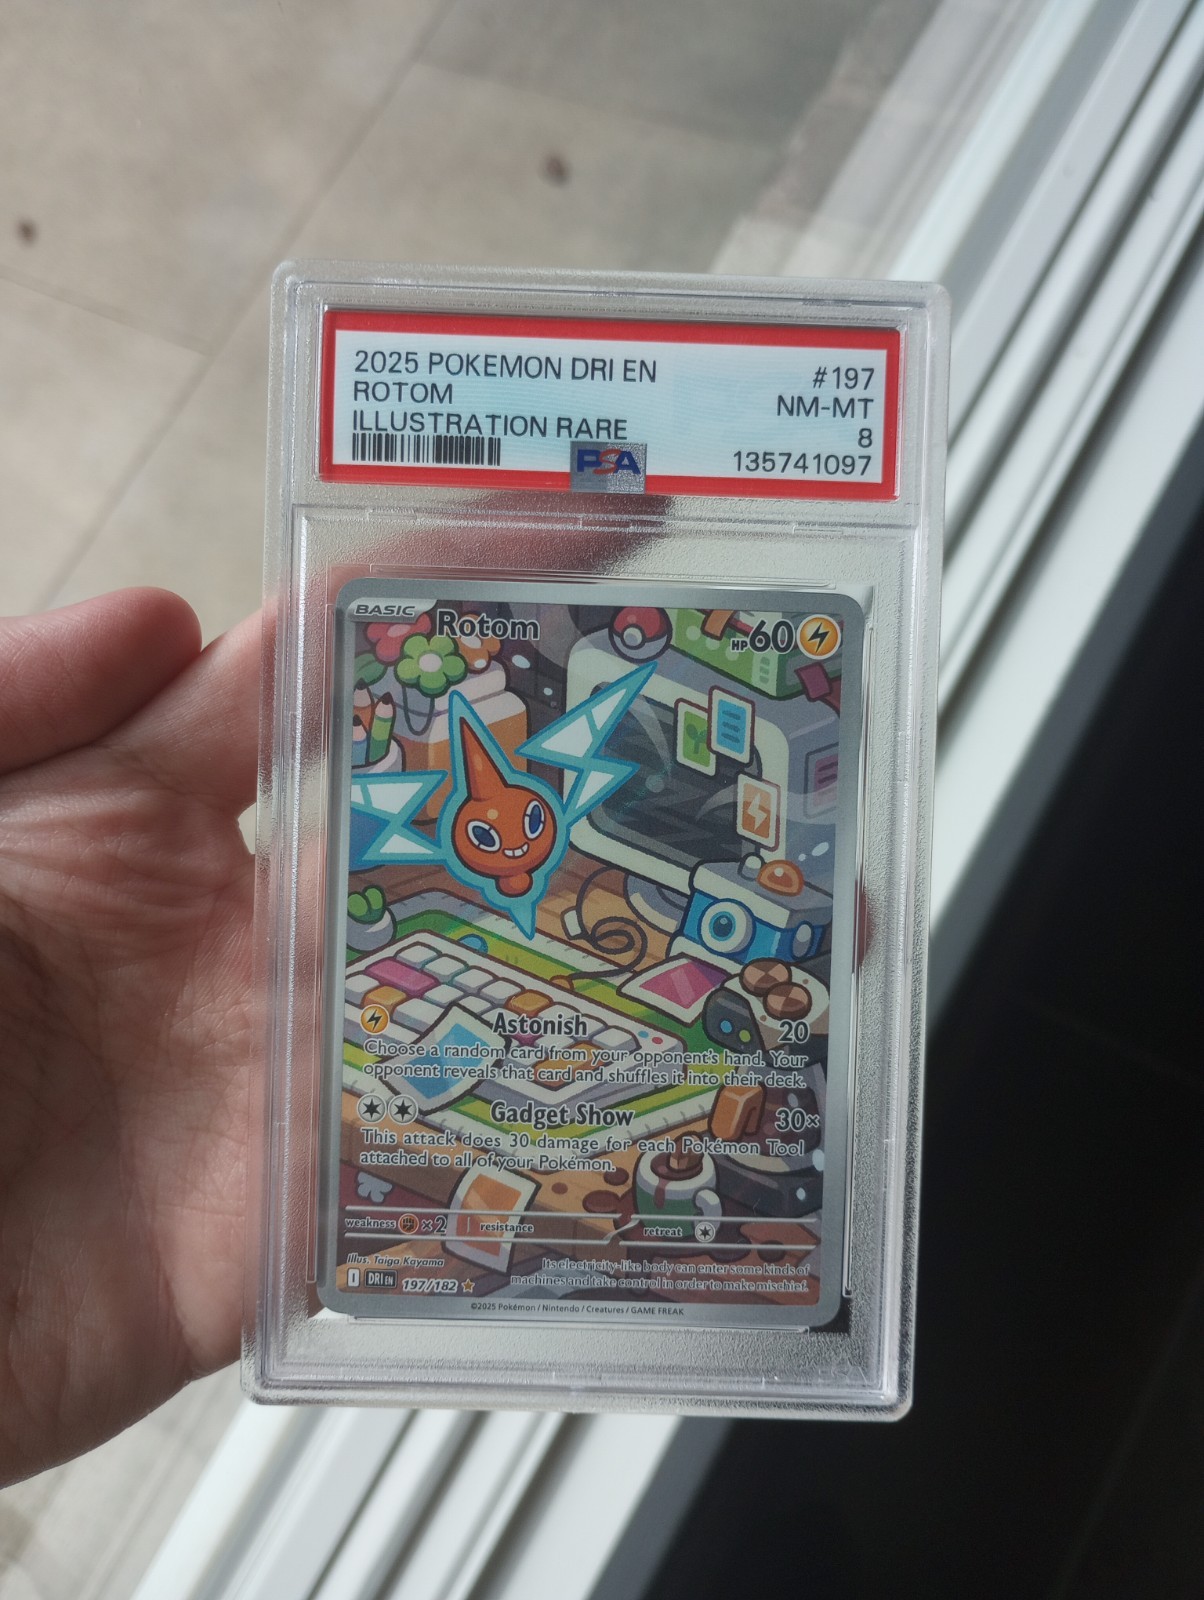 2025 POKEMON DRI EN #197
ROTOM NM-MT
ILLUSTRATION RARE 8
PSA 135741097
BASIC Rotom HP 60
Astonish 20
Choose a random card from your opponent's hand. Your
opponent reveals that card and shuffles it into their deck.
Gadget Show 30×
This attack does 30 damage for each Pokémon Tool
attached to all of your Pokémon.
weakness ×2 resistance retreat
Illus. Taiga Kayama
Its electricity-like body can enter some kinds of
I DRI EN 197/182 machines and take control in order to make mischief.
©2025 Pokémon / Nintendo / Creatures / GAME FREAK